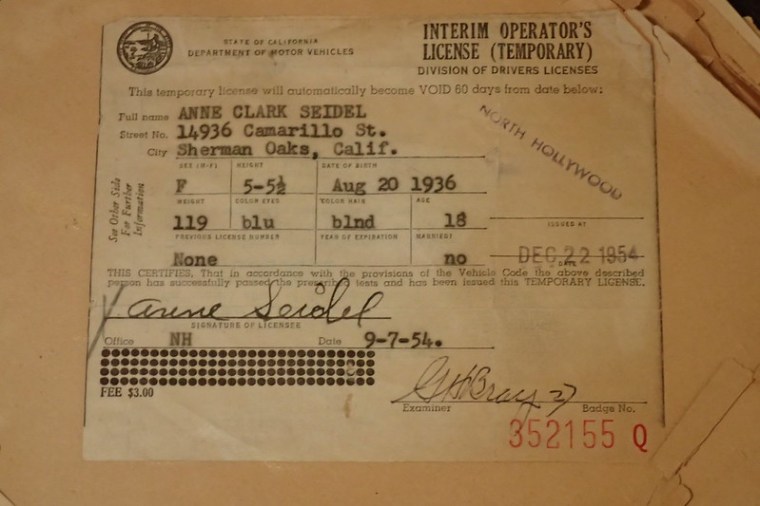 STATE OF CALIFORNIA
DEPARTMENT OF MOTOR VEHICLES
INTERIM OPERATOR'S
LICENSE (TEMPORARY)
DIVISION OF DRIVERS LICENSES
This temporary license will automatically become VOID 60 days from date below:
Full name ANNE CLARK SEIDEL
Street No. 14936 Camarillo St.
City Sherman Oaks, Calif.
NORTH HOLLYWOOD
See Other Side
For Further
Information
SEX (M-F) HEIGHT DATE OF BIRTH
F 5-5½ Aug 20 1936
WEIGHT COLOR EYES COLOR HAIR AGE
119 blu blnd 18
PREVIOUS LICENSE NUMBER YEAR OF EXPIRATION MARRIED? ISSUED AT
None no DEC 22 1954
DATE
THIS CERTIFIES, That in accordance with the provisions of the Vehicle Code the above described
person has successfully passed the prescribed tests and has been issued this TEMPORARY LICENSE.
X Anne Seidel
SIGNATURE OF LICENSEE
Office NH Date 9-7-54.
FEE $3.00
Examiner Badge No.
352155 Q